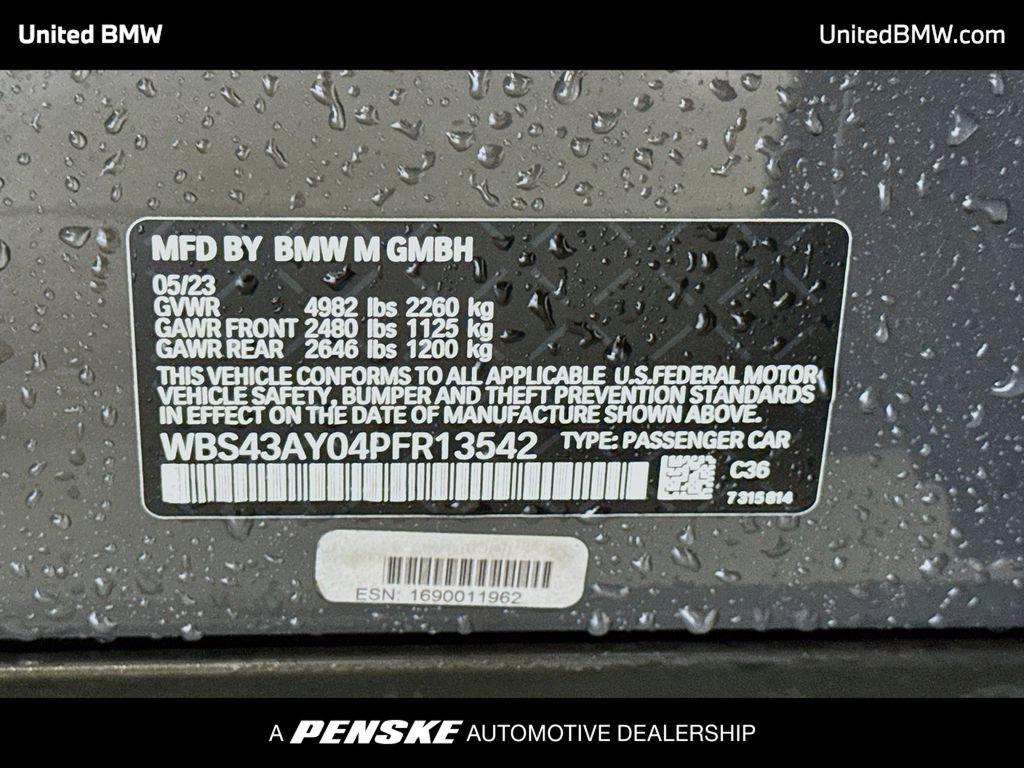 United BMW
UnitedBMW.com
MFD BY BMW M GMBH
05/23
GVWR 4982 lbs 2260 kg
GAWR FRONT 2480 lbs 1125 kg
GAWR REAR 2646 lbs 1200 kg
THIS VEHICLE CONFORMS TO ALL APPLICABLE U.S.FEDERAL MOTOR
VEHICLE SAFETY, BUMPER AND THEFT PREVENTION STANDARDS
IN EFFECT ON THE DATE OF MANUFACTURE SHOWN ABOVE.
WBS43AY04PFR13542 TYPE: PASSENGER CAR
C36
7315614
ESN: 1690011962
A PENSKE AUTOMOTIVE DEALERSHIP